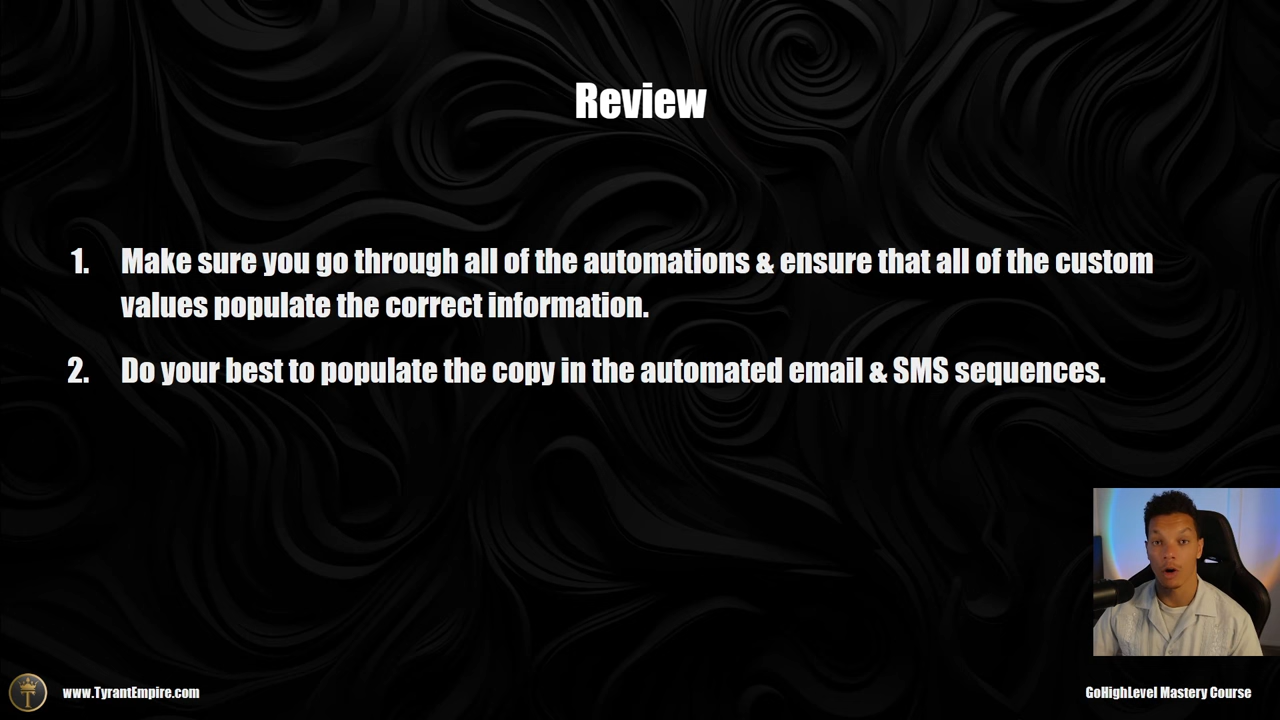 Review
1. Make sure you go through all of the automations & ensure that all of the custom
values populate the correct information.
2. Do your best to populate the copy in the automated email & SMS sequences.
T
www.TyrantEmpire.com
GoHighLevel Mastery Course